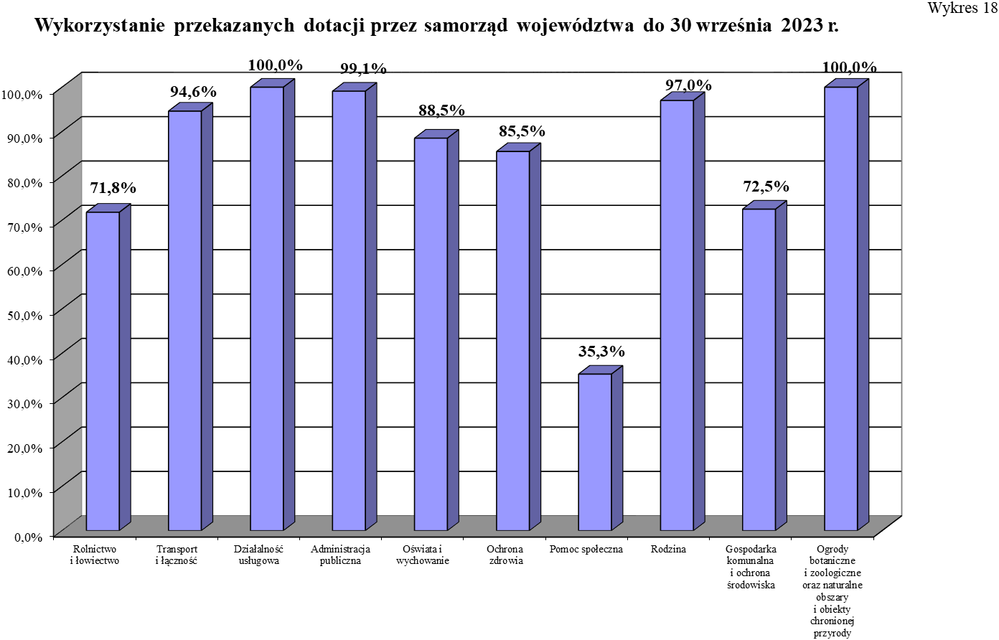 Wykres 18
Wykorzystanie przekazanych dotacji przez samorząd województwa do 30 września 2023 r.
100,0%
90,0%
80,0%
70,0%
60,0%
50,0%
40,0%
30,0%
20,0%
10,0%
0,0%
71,8%
94,6%
100,0%
99,1%
88,5%
85,5%
35,3%
97,0%
72,5%
100,0%
Rolnictwo
i łowiectwo
Transport
i łączność
Działalność
usługowa
Administracja
publiczna
Oświata i
wychowanie
Ochrona
zdrowia
Pomoc społeczna
Rodzina
Gospodarka
komunalna
i ochrona
środowiska
Ogrody
botaniczne
i zoologiczne
oraz naturalne
obszary
i obiekty
chronionej
przyrody